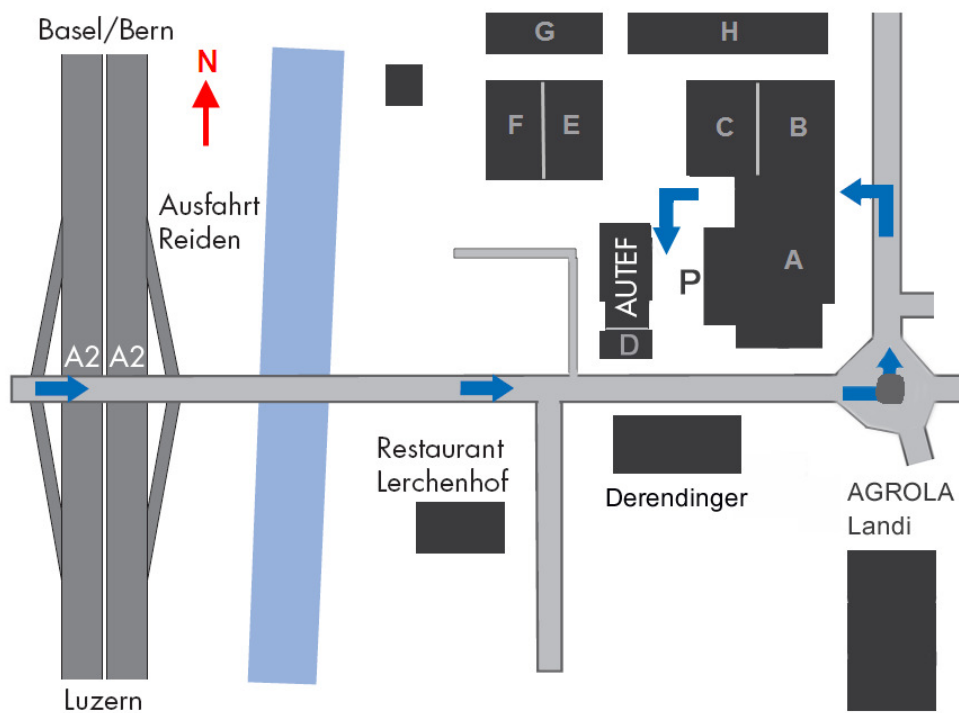 Basel/Bern
N
Ausfahrt
Reiden
A2 A2
Luzern
G
H
F
E
C
B
A
AUTEF
P
D
Restaurant
Lerchenhof
Derendinger
AGROLA
Landi